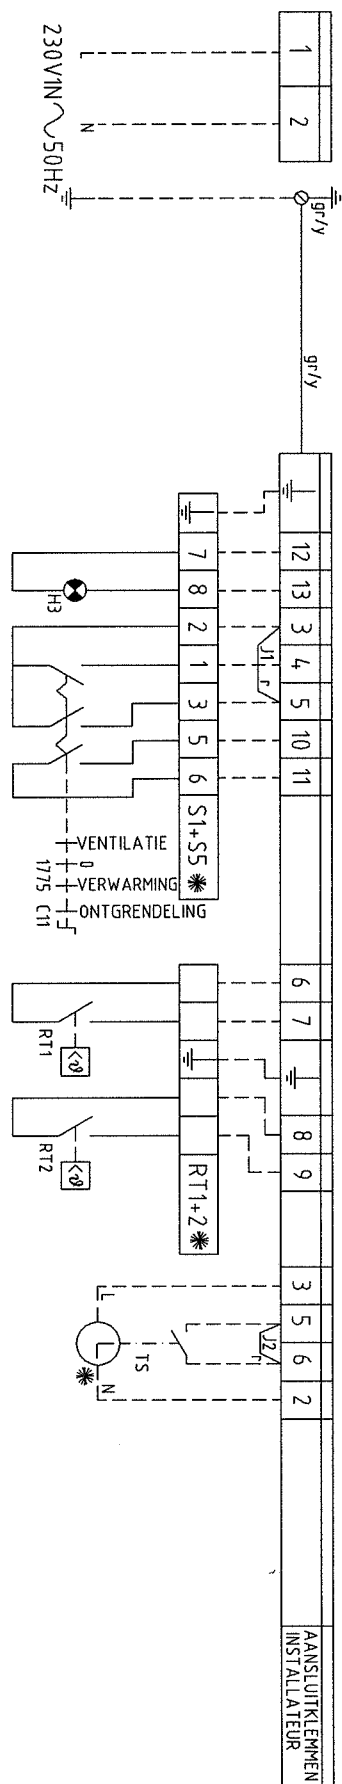 1
2
L
N
230V1N~50Hz
gr/y
gr/y
12 13 3 4 5 10 11
J1
7 8 2 1 3 5 6 S1+S5 *
H3
VENTILATIE
0
VERWARMING
ONTGRENDELING
1775 C11
6 7 8 9
RT1+2 *
RT1
<ϑ
RT2
<ϑ
3 5 6 2
J2
L
TS
N
*
AANSLUITKLEMMEN
INSTALLATEUR